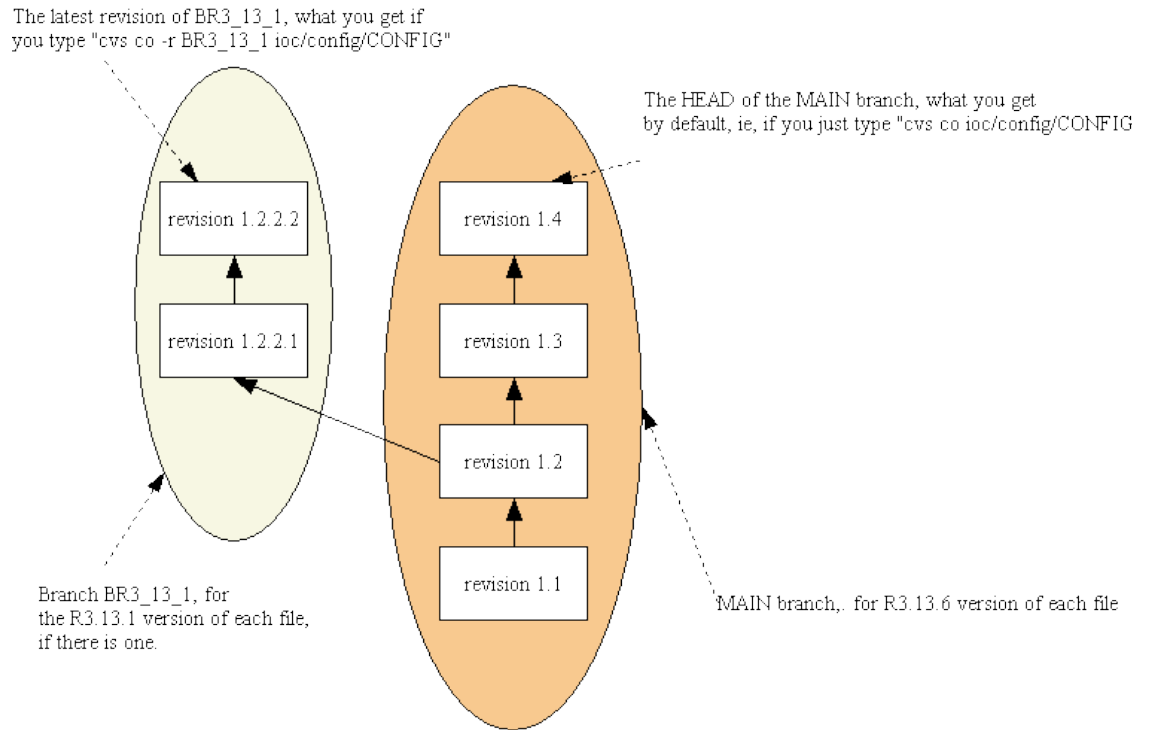 The latest revision of BR3_13_1, what you get if
you type "cvs co -r BR3_13_1 ioc/config/CONFIG"
The HEAD of the MAIN branch, what you get
by default, ie, if you just type "cvs co ioc/config/CONFIG
revision 1.2.2.2
revision 1.4
revision 1.2.2.1
revision 1.3
revision 1.2
revision 1.1
Branch BR3_13_1, for
the R3.13.1 version of each file,
if there is one.
MAIN branch,. for R3.13.6 version of each file